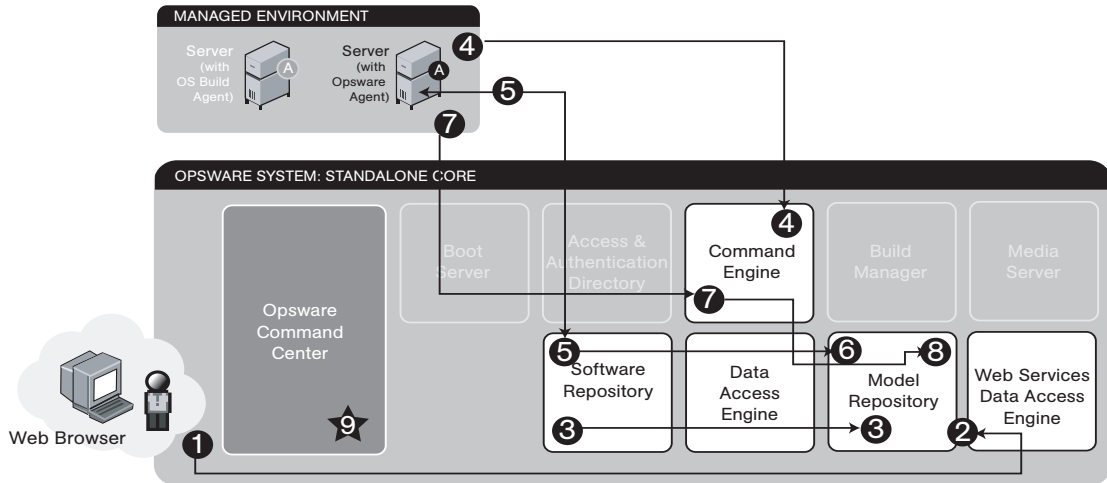 MANAGED ENVIRONMENT
Server
(with
OS Build
Agent)
A
Server
(with
Opsware
Agent)
A
4
5
7
OPSWARE SYSTEM: STANDALONE CORE
Opsware
Command
Center
9
Boot
Server
Access &
Authentication
Directory
4
Command
Engine
7
Build
Manager
Media
Server
5
Software
Repository
3
Data
Access
Engine
6
8
Model
Repository
3
2
Web Services
Data Access
Engine
Web Browser
1